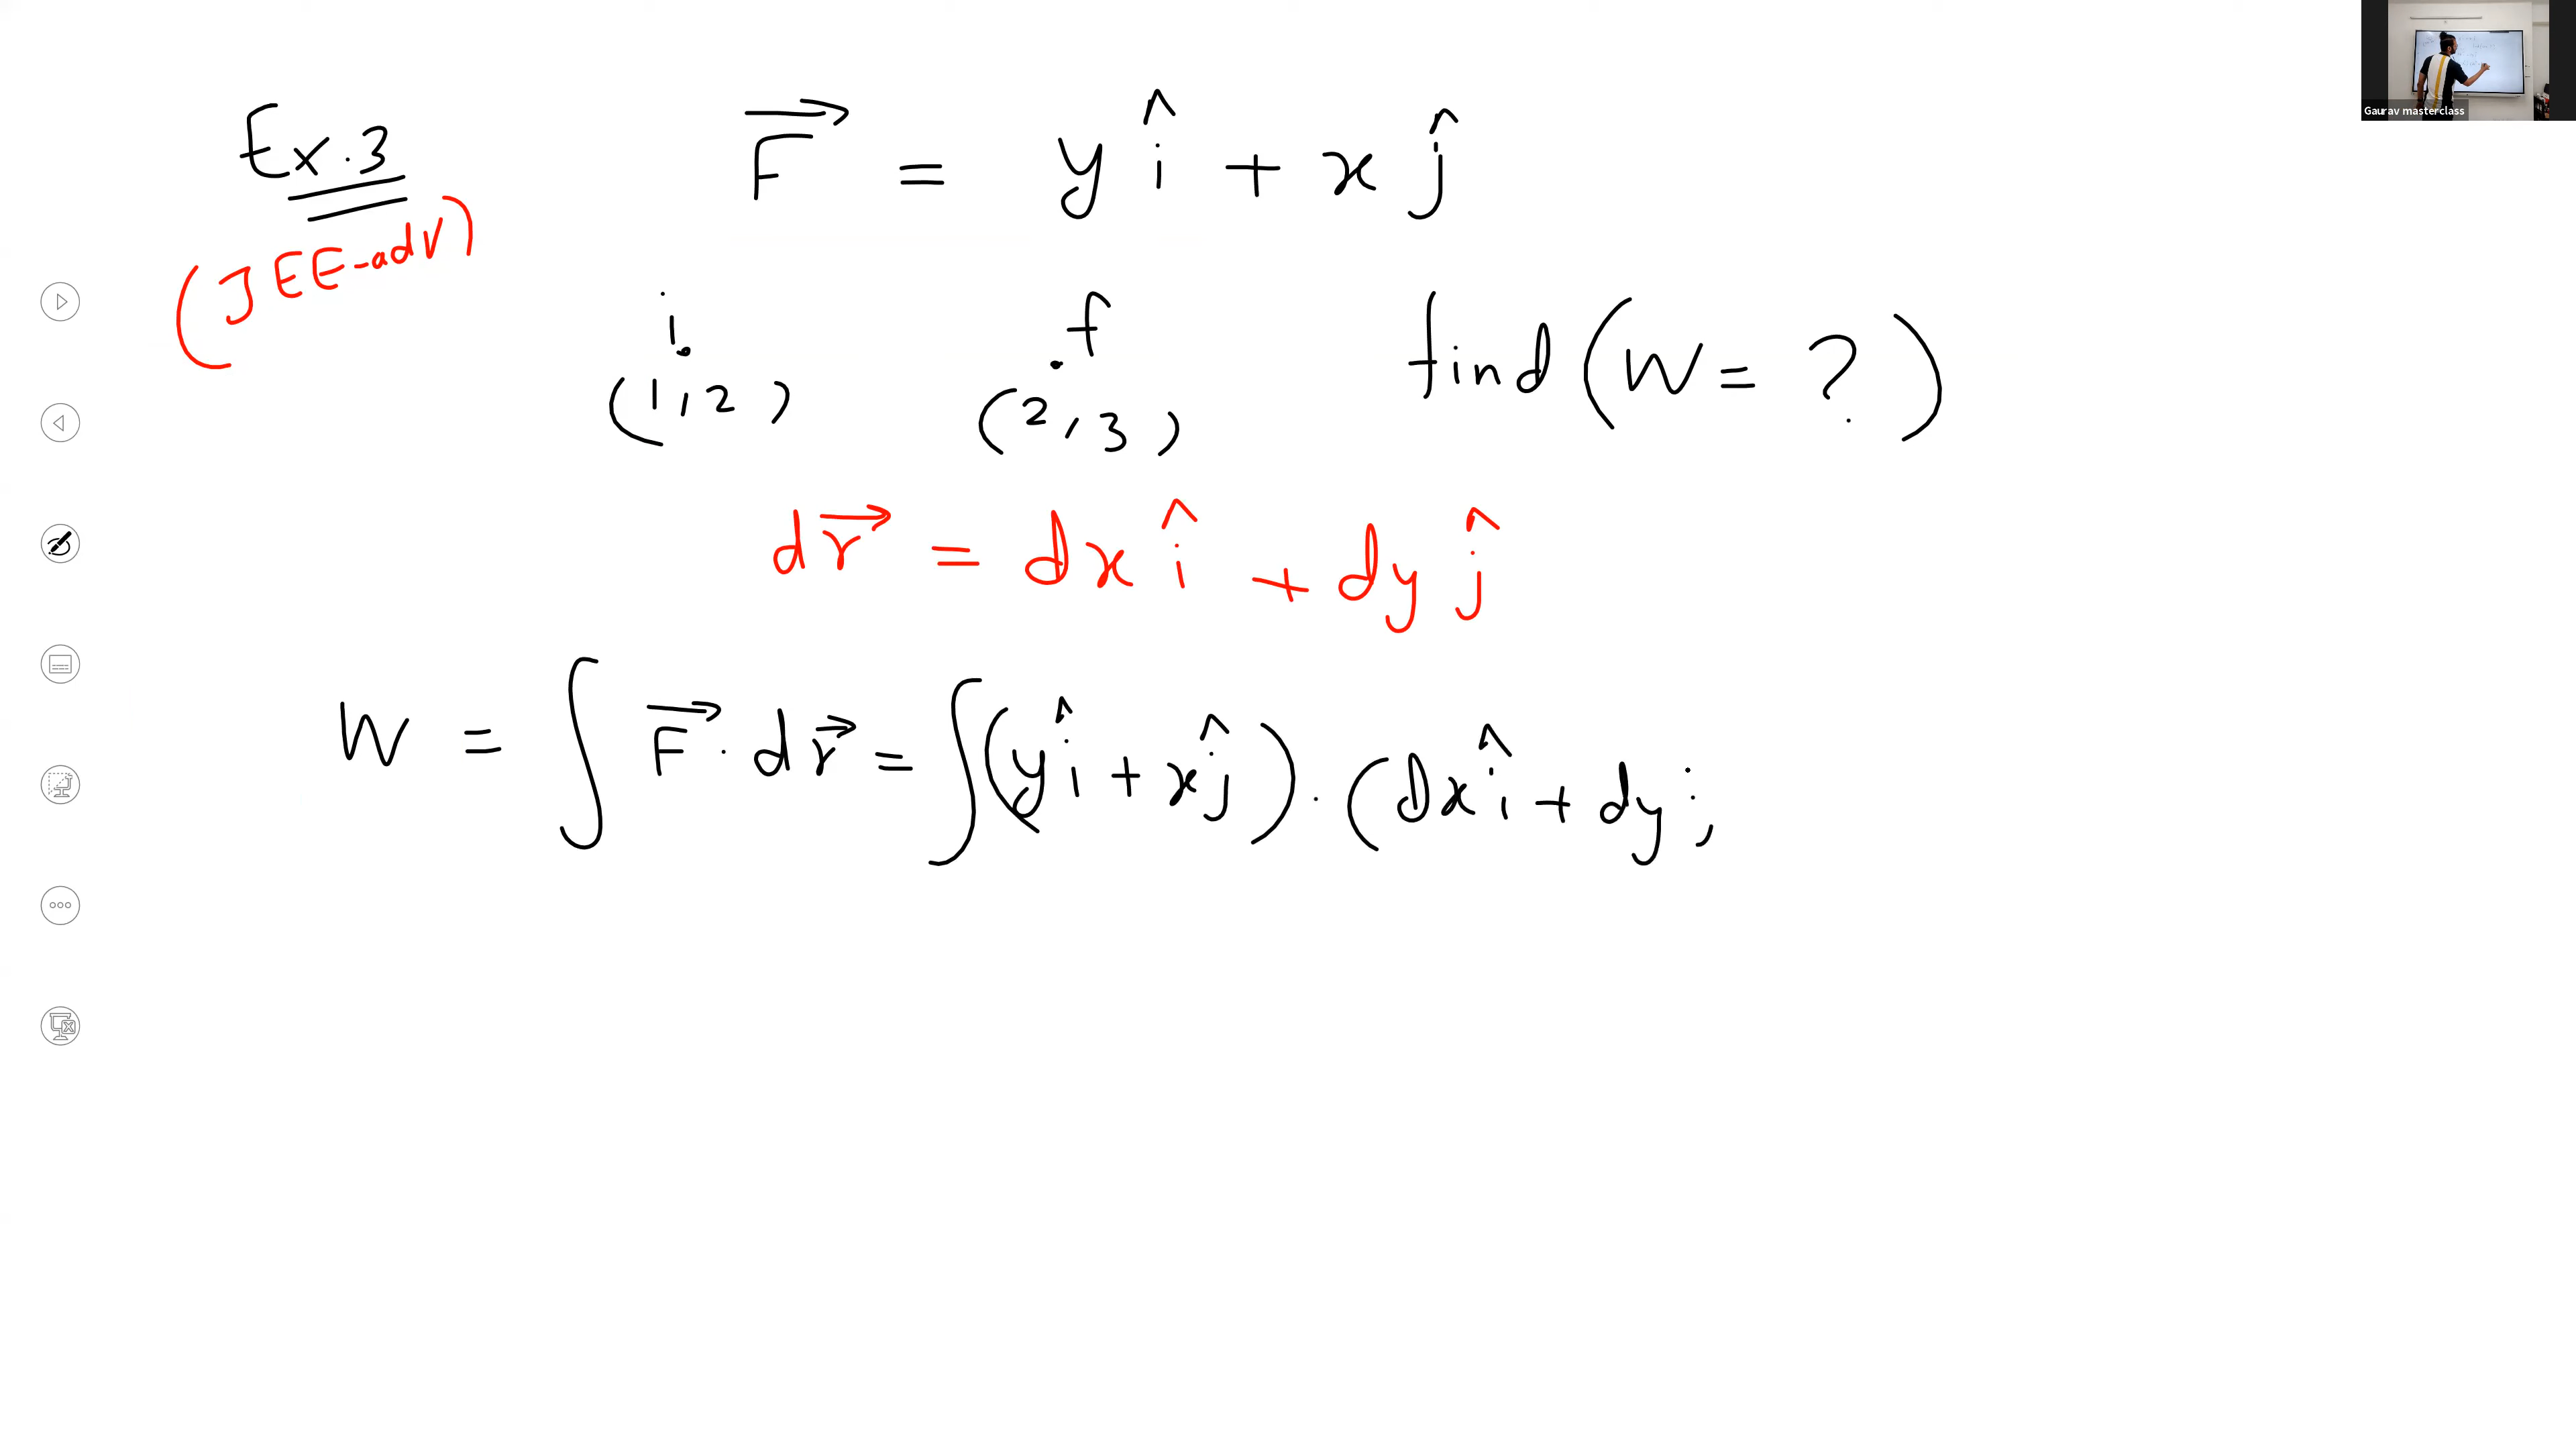 Ex.3
(JEE-adv)
F⃗ = y î + x ĵ
i f
(1,2) (2,3)
find (W = ?)
dr⃗ = dx î + dy ĵ
W = ∫ F⃗ · dr⃗ = ∫ (y î + x ĵ) · (dx î + dy j
Gaurav masterclass